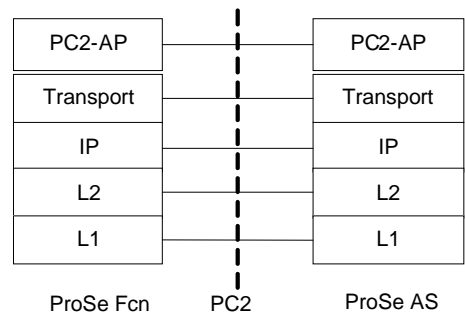 PC2-AP PC2-AP
Transport Transport
IP IP
L2 L2
L1 L1
ProSe Fcn PC2 ProSe AS